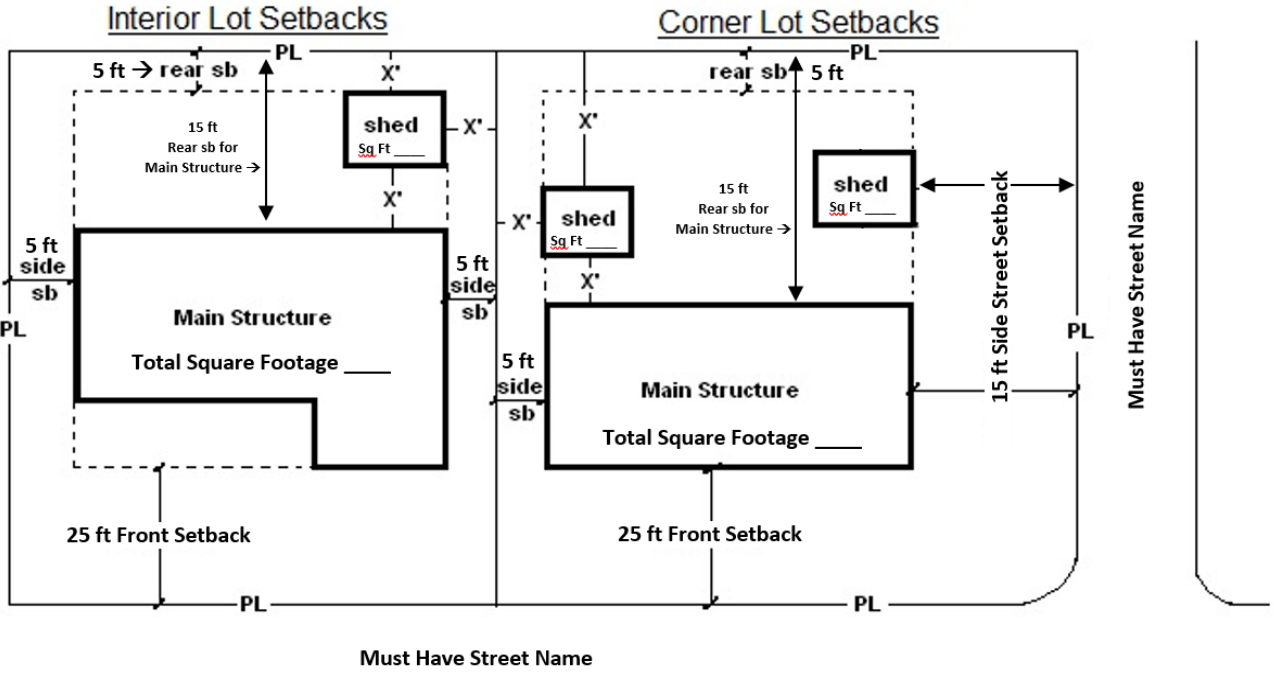 Interior Lot Setbacks
Corner Lot Setbacks
PL
PL
5 ft → rear sb
X'
rear sb
5 ft
shed
Sq Ft ____
X'
X'
15 ft
Rear sb for
Main Structure →
X'
shed
Sq Ft ____
X'
X'
15 ft
Rear sb for
Main Structure →
shed
Sq Ft ____
15 ft Side Street Setback
Must Have Street Name
5 ft
side
sb
PL
5 ft
side
sb
Main Structure
Total Square Footage ____
5 ft
side
sb
Main Structure
Total Square Footage ____
PL
25 ft Front Setback
25 ft Front Setback
PL
PL
Must Have Street Name